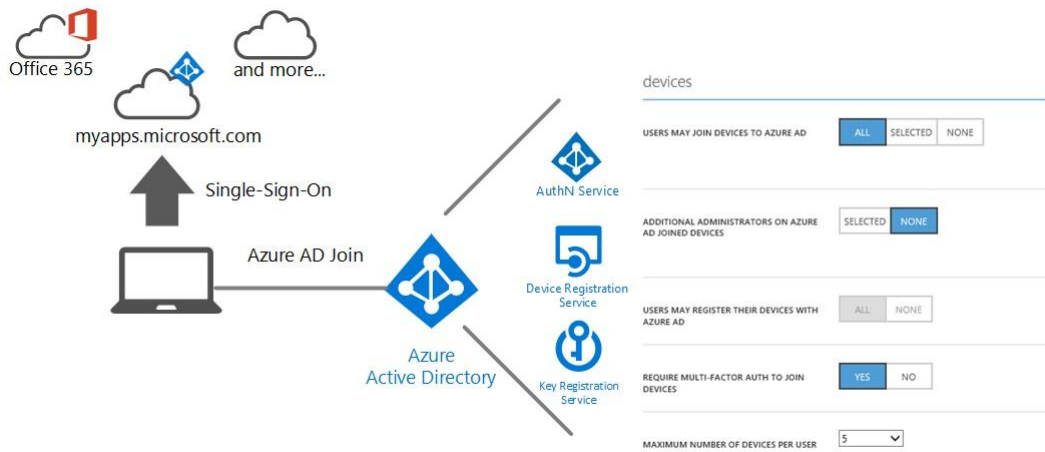 Office 365
and more...
myapps.microsoft.com
Single-Sign-On
Azure AD Join
Azure
Active Directory
AuthN Service
Device Registration
Service
Key Registration
Service
devices
USERS MAY JOIN DEVICES TO AZURE AD
ALL SELECTED NONE
ADDITIONAL ADMINISTRATORS ON AZURE
AD JOINED DEVICES
SELECTED NONE
USERS MAY REGISTER THEIR DEVICES WITH
AZURE AD
ALL NONE
REQUIRE MULTI-FACTOR AUTH TO JOIN
DEVICES
YES NO
MAXIMUM NUMBER OF DEVICES PER USER
5